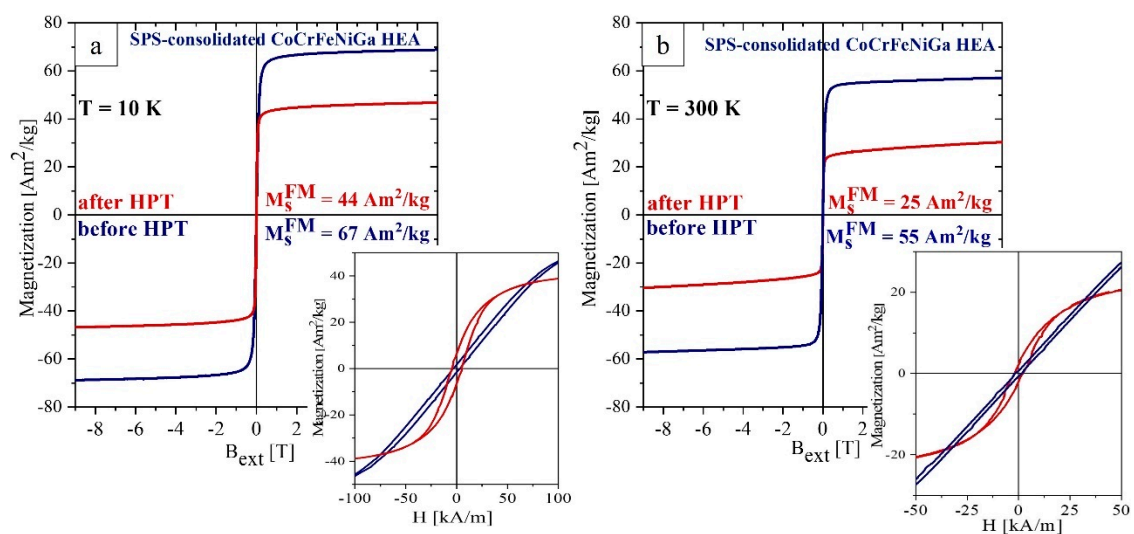 a
SPS-consolidated CoCrFeNiGa HEA
T = 10 K
after HPT
M_s^FM = 44 Am²/kg
before HPT
M_s^FM = 67 Am²/kg
Magnetization [Am²/kg]
80
60
40
20
0
-20
-40
-60
-80
-8 -6 -4 -2 0 2
B_ext [T]
Magnetization [Am²/kg]
40
20
0
-20
-40
-100 -50 0 50 100
H [kA/m]
b
SPS-consolidated CoCrFeNiGa HEA
T = 300 K
after HPT
M_s^FM = 25 Am²/kg
before IIPT
M_s^FM = 55 Am²/kg
Magnetization [Am²/kg]
80
60
40
20
0
-20
-40
-60
-80
-8 -6 -4 -2 0 2
B_ext [T]
Magnetization [Am²/kg]
20
0
-20
-50 -25 0 25 50
H [kA/m]